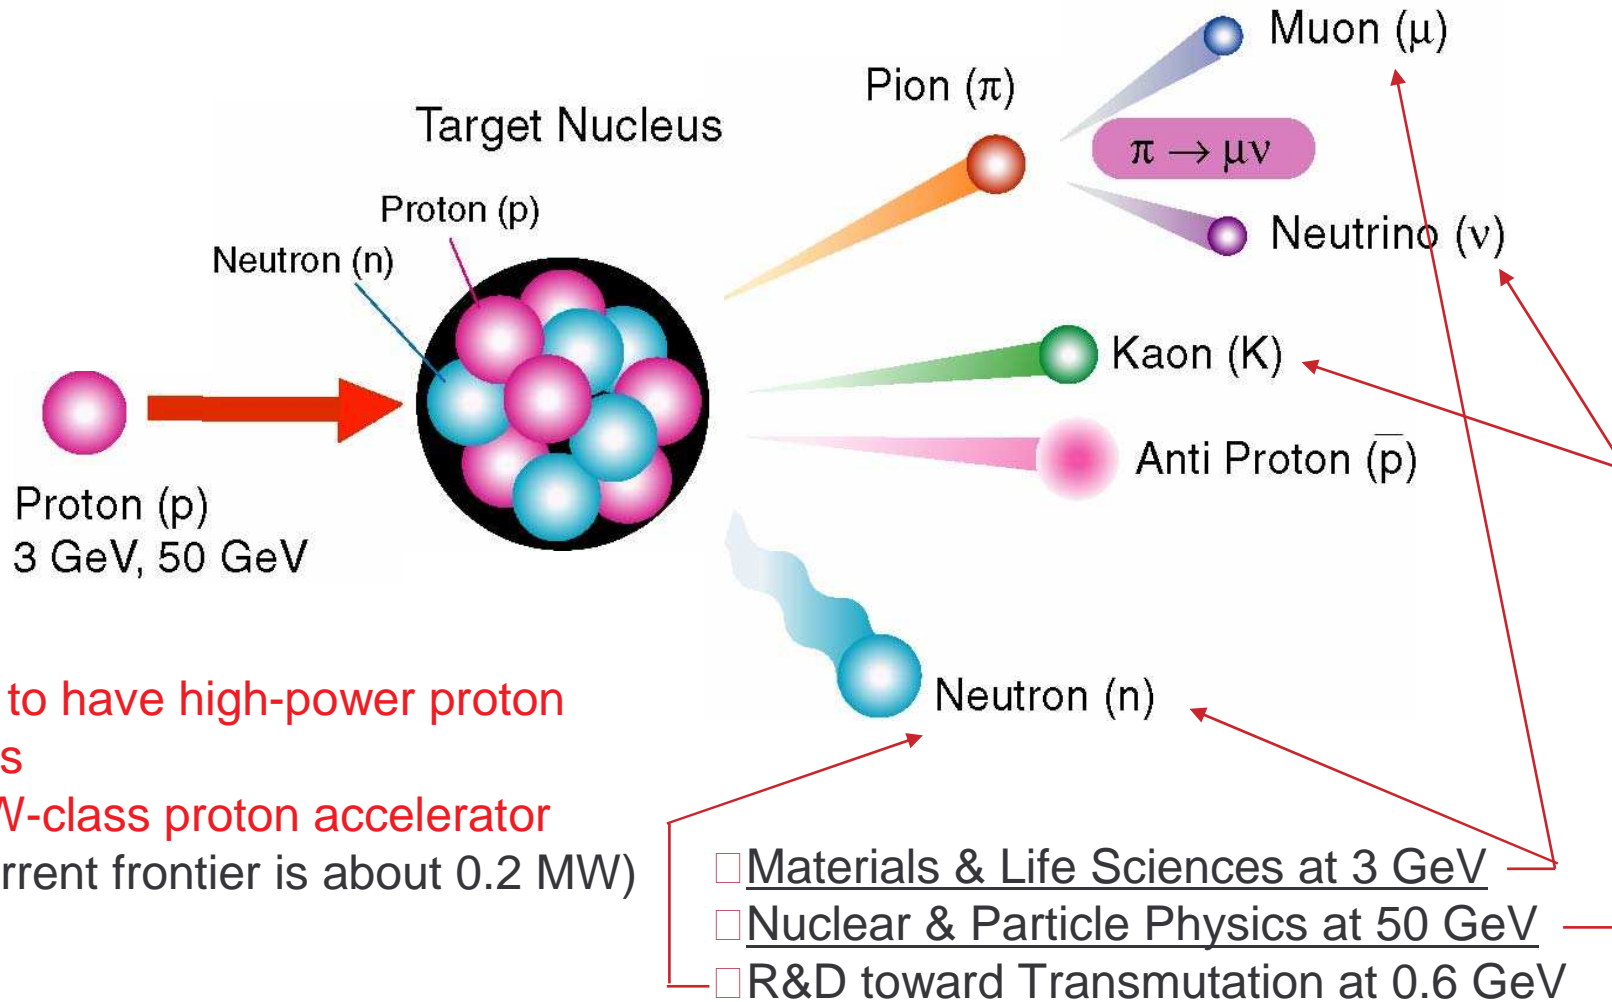 Muon (μ)
Pion (π)
Target Nucleus
π → μν
Proton (p)
Neutrino (ν)
Neutron (n)
Kaon (K)
Anti Proton (p̅)
Proton (p)
3 GeV, 50 GeV
Neutron (n)
to have high-power proton
s
W-class proton accelerator
rrent frontier is about 0.2 MW)
□Materials & Life Sciences at 3 GeV
□Nuclear & Particle Physics at 50 GeV
□R&D toward Transmutation at 0.6 GeV